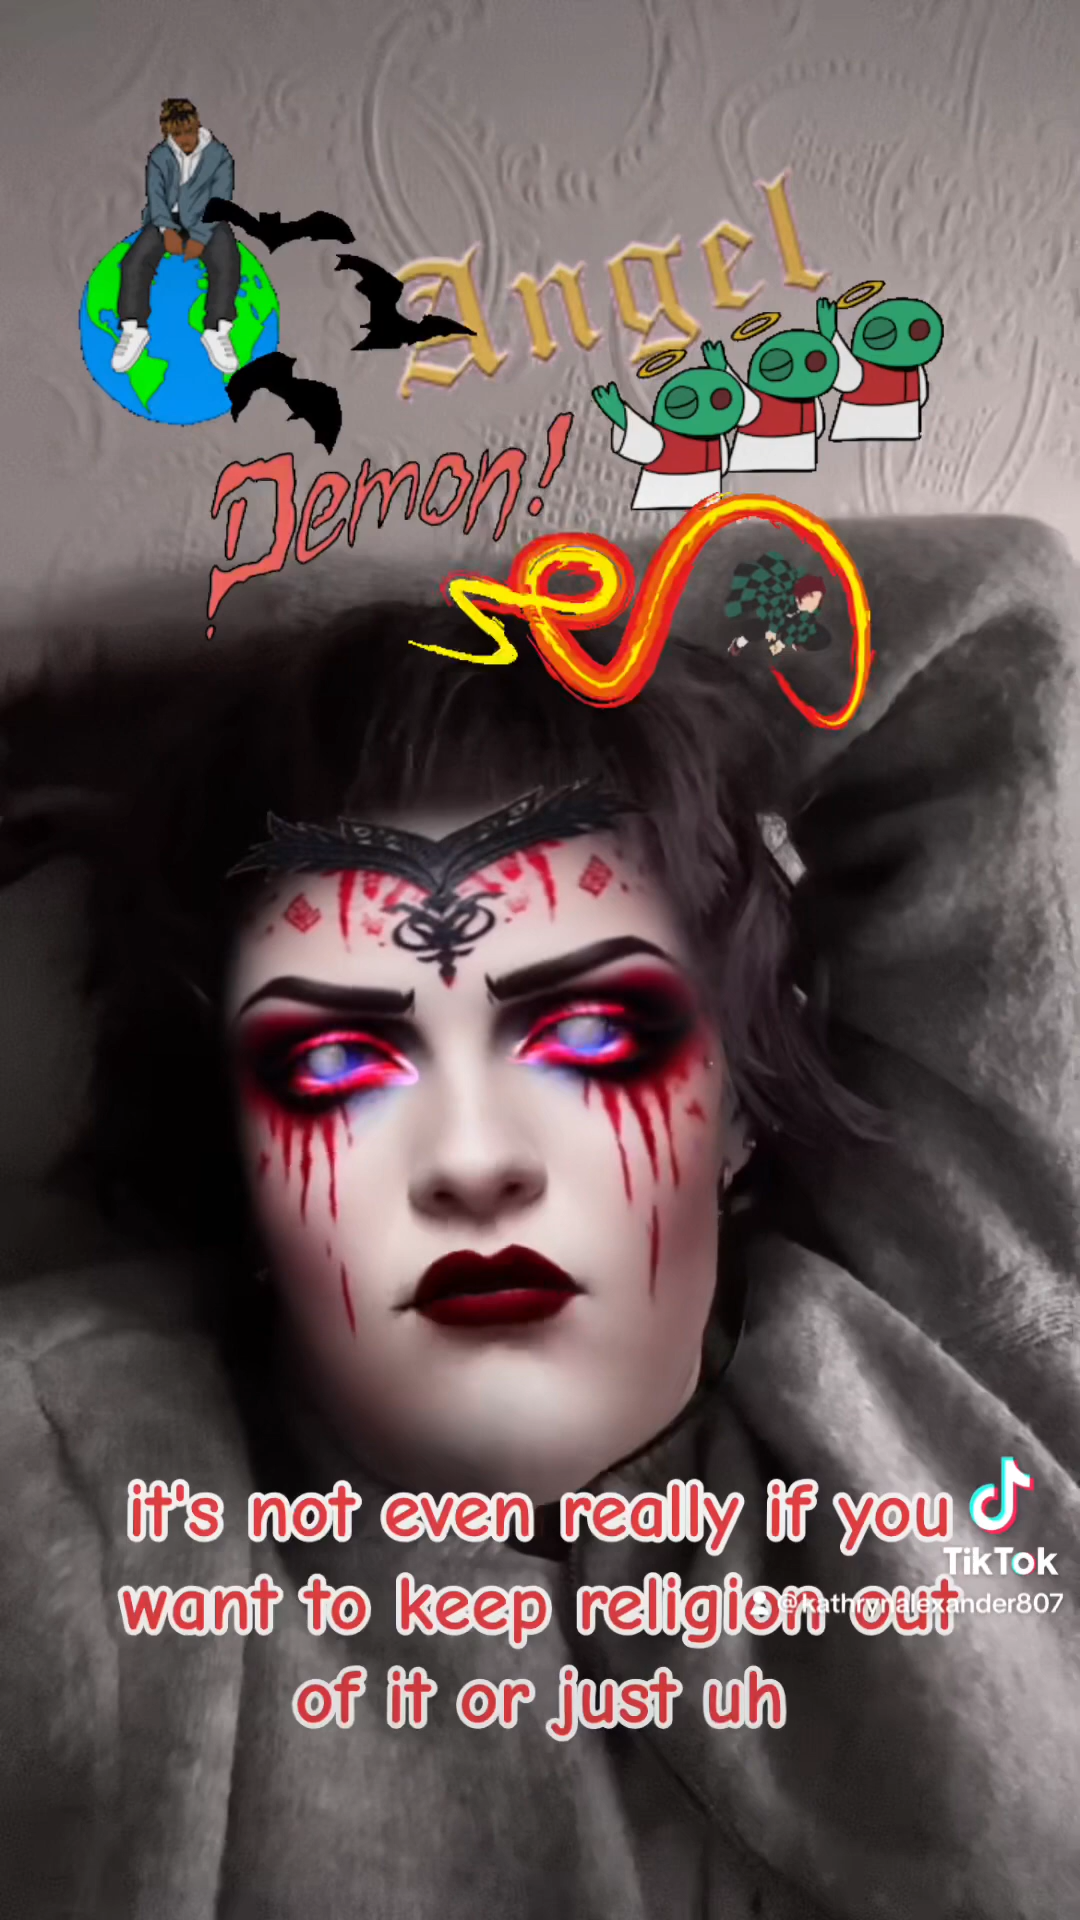 Angel
Demon!
it's not even really if you
want to keep religion out
of it or just uh
TikTok
@kathrynalexander807